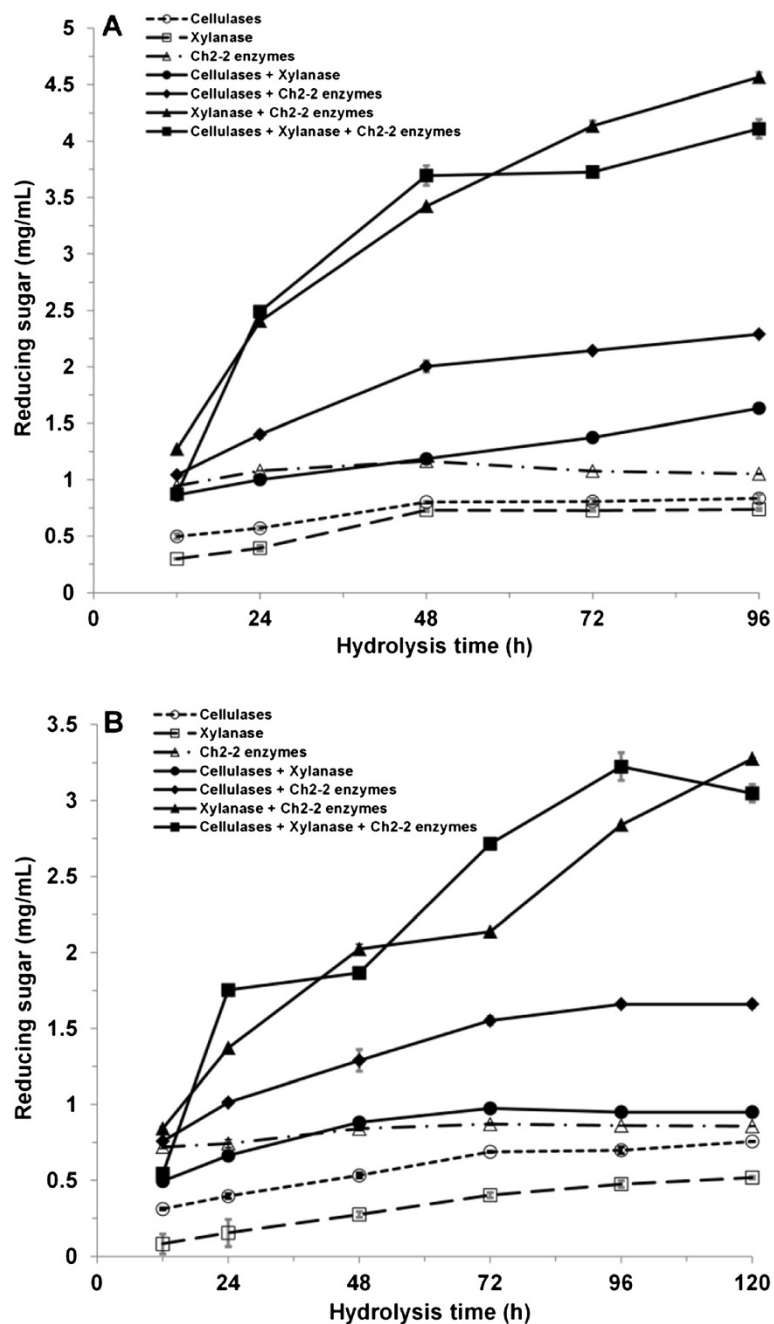 A
Cellulases
Xylanase
Ch2-2 enzymes
Cellulases + Xylanase
Cellulases + Ch2-2 enzymes
Xylanase + Ch2-2 enzymes
Cellulases + Xylanase + Ch2-2 enzymes
Reducing sugar (mg/mL)
5
4.5
4
3.5
3
2.5
2
1.5
1
0.5
0
0 24 48 72 96
Hydrolysis time (h)
B
Cellulases
Xylanase
Ch2-2 enzymes
Cellulases + Xylanase
Cellulases + Ch2-2 enzymes
Xylanase + Ch2-2 enzymes
Cellulases + Xylanase + Ch2-2 enzymes
Reducing sugar (mg/mL)
3.5
3
2.5
2
1.5
1
0.5
0
0 24 48 72 96 120
Hydrolysis time (h)